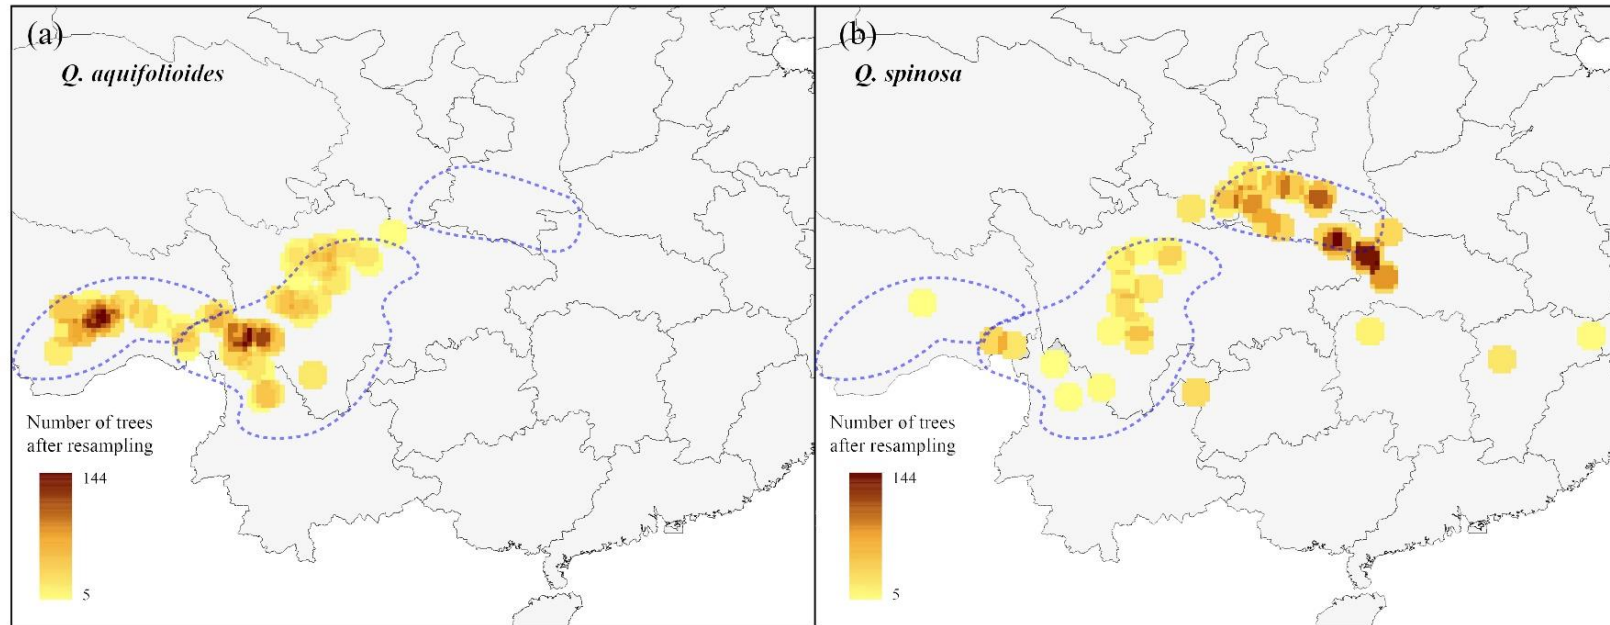 (a)
Q. aquifolioides
Number of trees
after resampling
144
5
(b)
Q. spinosa
Number of trees
after resampling
144
5